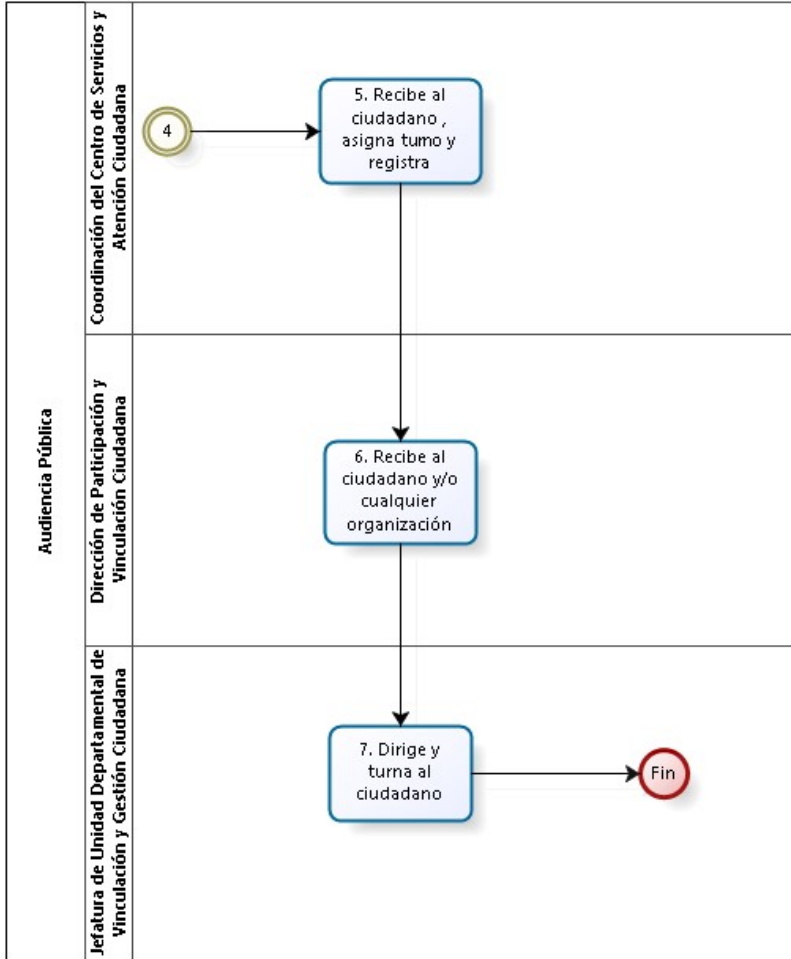 Audiencia Pública
Coordinación del Centro de Servicios y
Atención Ciudadana
4
5. Recibe al
ciudadano ,
asigna turno y
registra
Dirección de Participación y
Vinculación Ciudadana
6. Recibe al
ciudadano y/o
cualquier
organización
Jefatura de Unidad Departamental de
Vinculación y Gestión Ciudadana
7. Dirige y
turna al
ciudadano
Fin